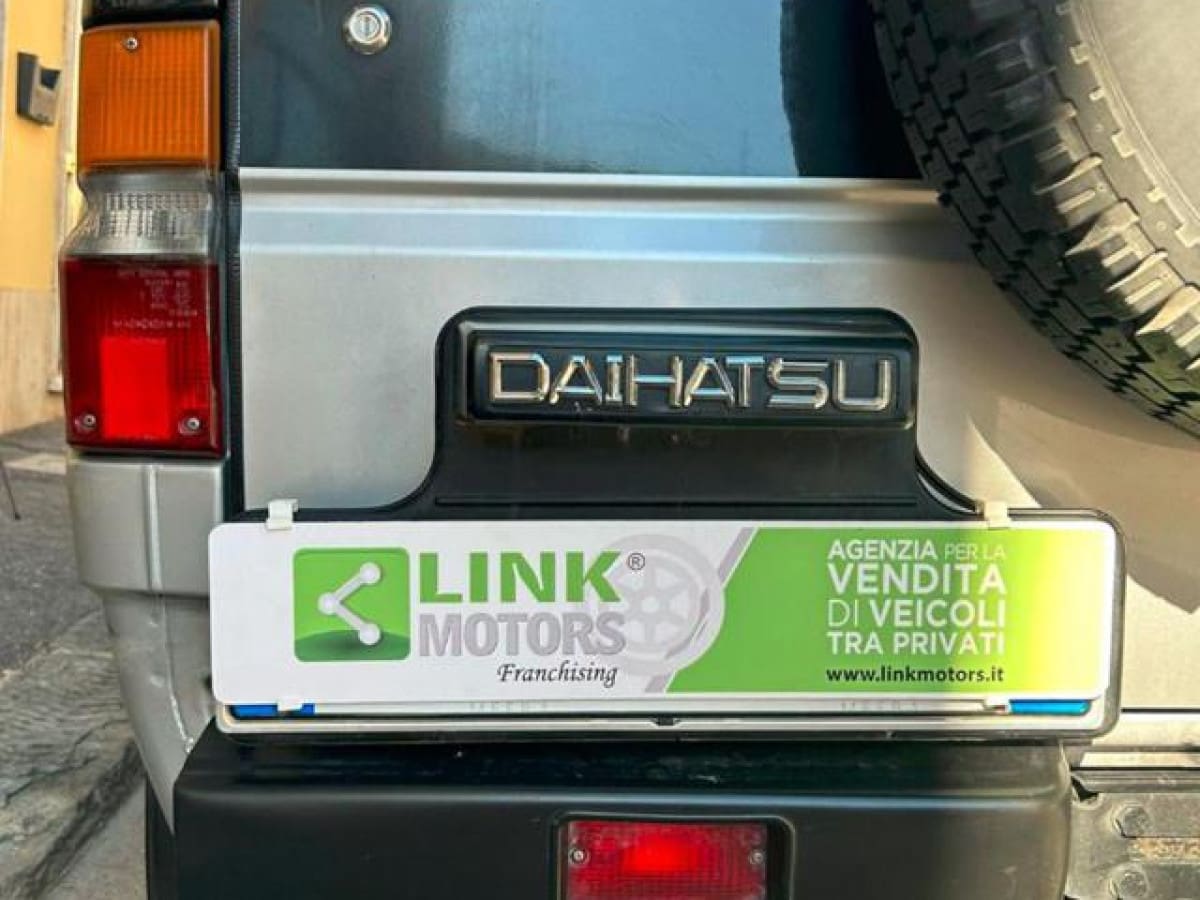 DAIHATSU
LINK®
MOTORS
Franchising
AGENZIA PER LA
VENDITA
DI VEICOLI
TRA PRIVATI
www.linkmotors.it